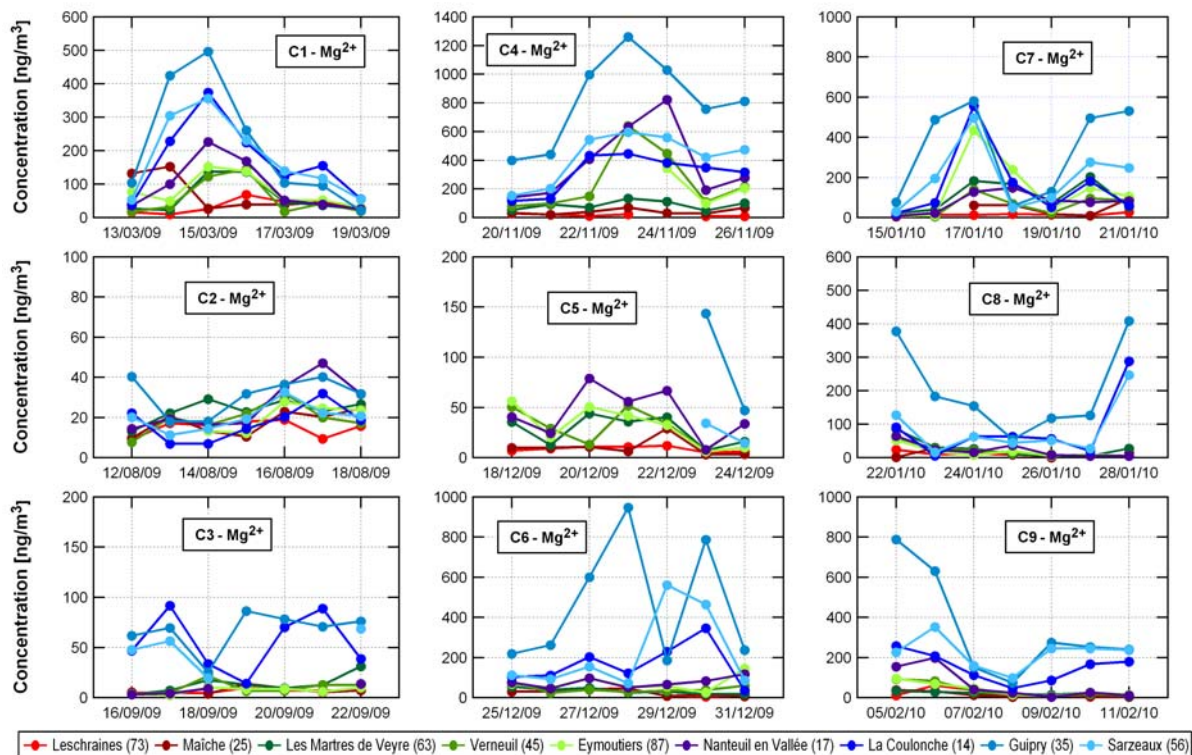 Concentration [ng/m³]
600
500
400
300
200
100
0
C1 - Mg²⁺
13/03/09 15/03/09 17/03/09 19/03/09
1400
1200
1000
800
600
400
200
0
C4 - Mg²⁺
20/11/09 22/11/09 24/11/09 26/11/09
1000
800
600
400
200
0
C7 - Mg²⁺
15/01/10 17/01/10 19/01/10 21/01/10
Concentration [ng/m³]
100
80
60
40
20
0
C2 - Mg²⁺
12/08/09 14/08/09 16/08/09 18/08/09
200
150
100
50
0
C5 - Mg²⁺
18/12/09 20/12/09 22/12/09 24/12/09
600
500
400
300
200
100
0
C8 - Mg²⁺
22/01/10 24/01/10 26/01/10 28/01/10
Concentration [ng/m³]
200
150
100
50
0
C3 - Mg²⁺
16/09/09 18/09/09 20/09/09 22/09/09
1000
800
600
400
200
0
C6 - Mg²⁺
25/12/09 27/12/09 29/12/09 31/12/09
1000
800
600
400
200
0
C9 - Mg²⁺
05/02/10 07/02/10 09/02/10 11/02/10
Leschraines (73) Maîche (25) Les Martres de Veyre (63) Verneuil (45) Eymoutiers (87) Nanteuil en Vallée (17) La Coulonche (14) Guipry (35) Sarzeaux (56)